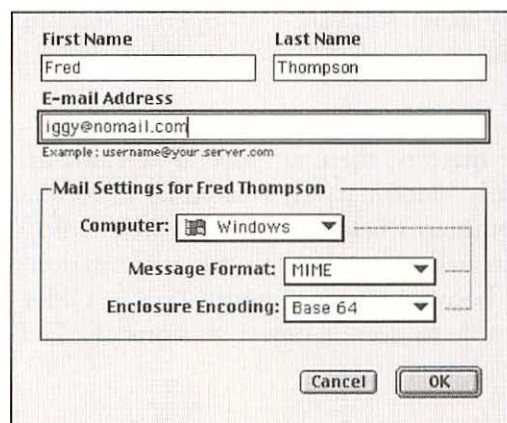 First Name Last Name
Fred Thompson
E-mail Address
iggy@nomail.com
Example: username@your.server.com
Mail Settings for Fred Thompson
Computer: Windows
Message Format: MIME
Enclosure Encoding: Base 64
Cancel OK